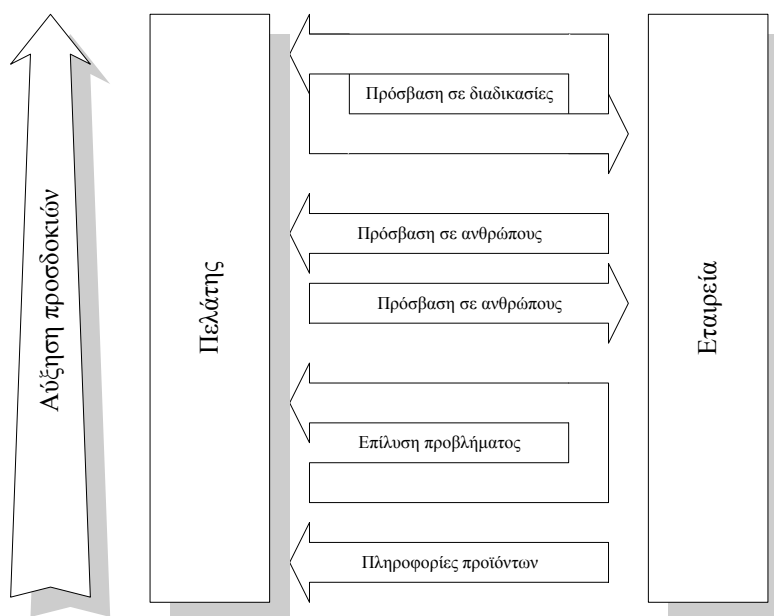 Αύξηση προσδοκιών
Πελάτης
Πρόσβαση σε διαδικασίες
Πρόσβαση σε ανθρώπους
Πρόσβαση σε ανθρώπους
Επίλυση προβλήματος
Πληροφορίες προϊόντων
Εταιρεία